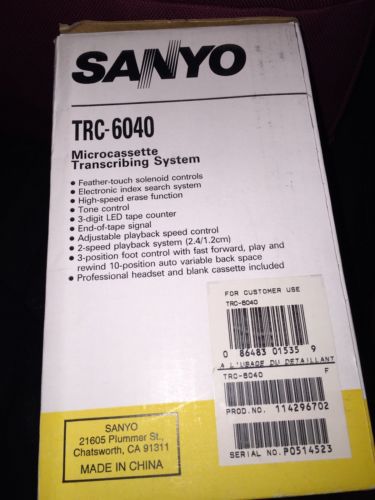 SANYO
TRC-6040
Microcassette
Transcribing System
• Feather-touch solenoid controls
• Electronic index search system
• High-speed erase function
• Tone control
• 3-digit LED tape counter
• End-of-tape signal
• Adjustable playback speed control
• 2-speed playback system (2.4/1.2cm)
• 3-position foot control with fast forward, play and
rewind 10-position auto variable back space
• Professional headset and blank cassette included
FOR CUSTOMER USE
TRC-6040
0 86483 01535 9
A L'USAGE DU DETAILLANT
TRC-6040 F
PROD.NO. 114296702
SERIAL NO. P0514523
SANYO
21605 Plummer St.,
Chatsworth, CA 91311
MADE IN CHINA